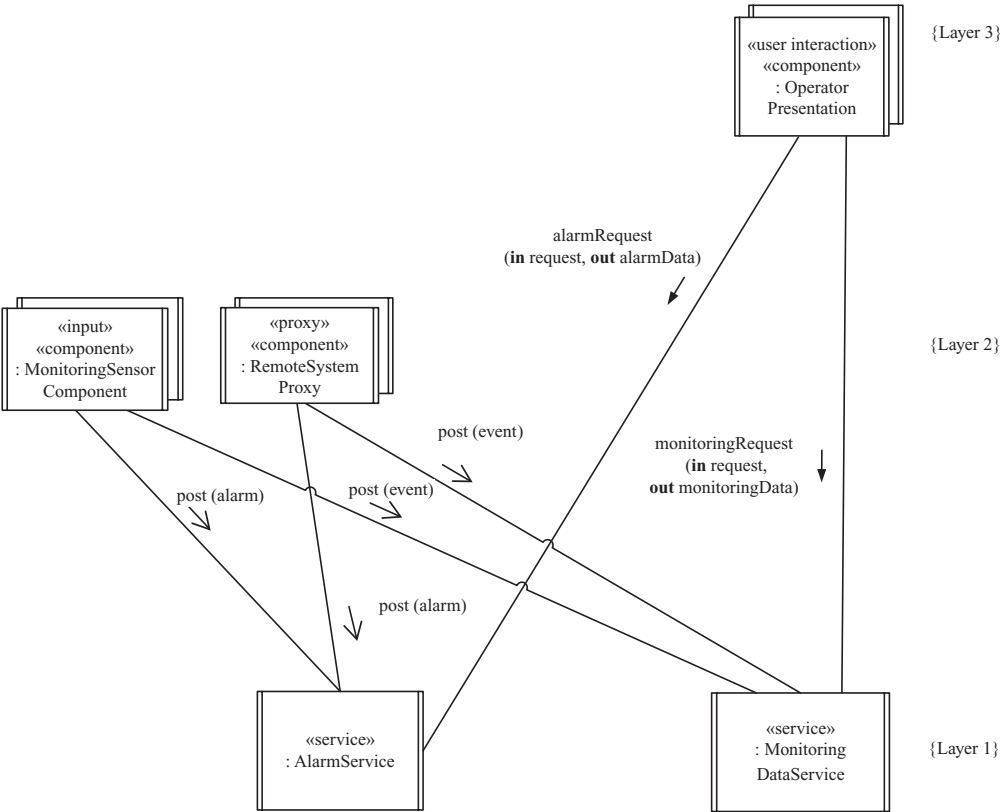 {Layer 3}
«user interaction»
«component»
: Operator
Presentation
alarmRequest
(in request, out alarmData)
«input»
«component»
: MonitoringSensor
Component
«proxy»
«component»
: RemoteSystem
Proxy
{Layer 2}
post (event)
monitoringRequest
(in request,
out monitoringData)
post (alarm)
post (event)
post (alarm)
«service»
: AlarmService
«service»
: Monitoring
DataService
{Layer 1}